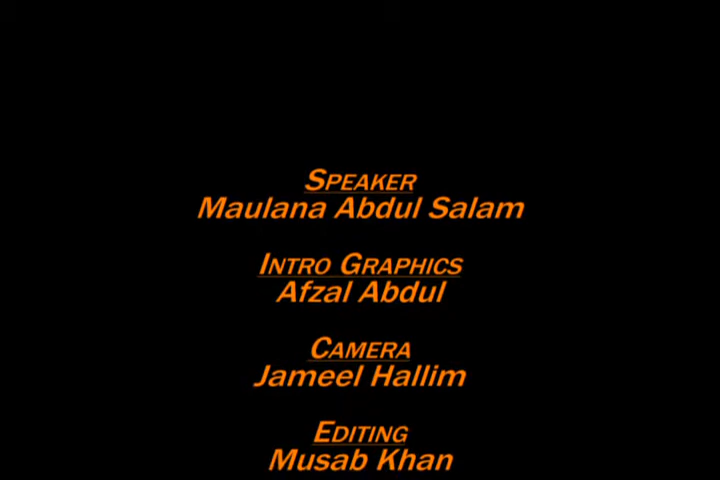 SPEAKER
Maulana Abdul Salam
INTRO GRAPHICS
Afzal Abdul
CAMERA
Jameel Hallim
EDITING
Musab Khan